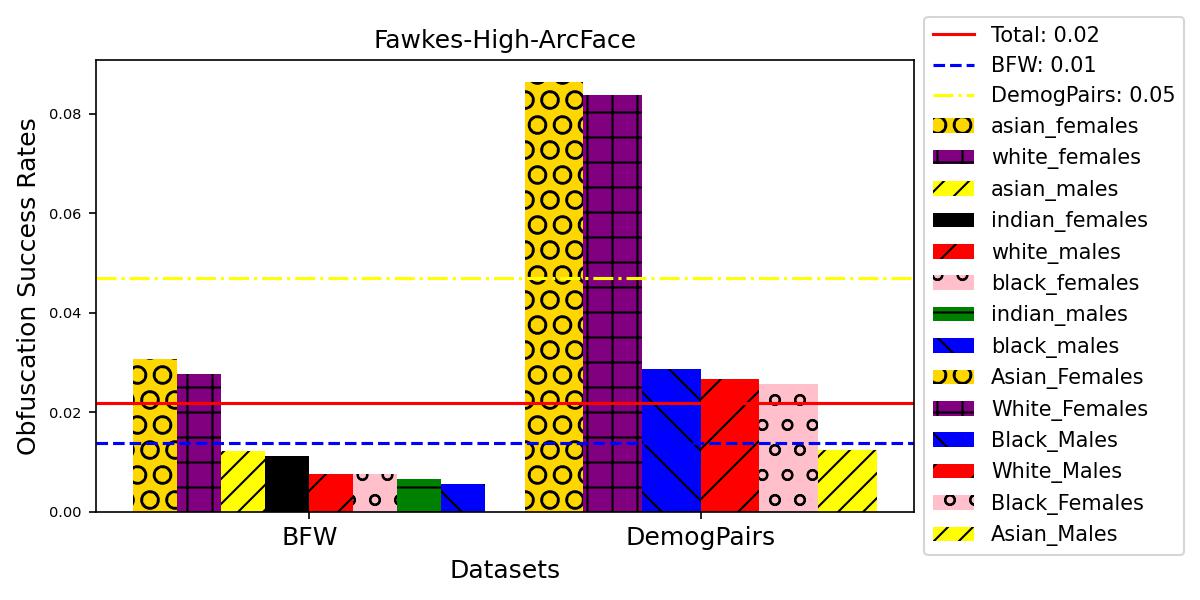 Fawkes-High-ArcFace
Obfuscation Success Rates
0.08
0.06
0.04
0.02
0.00
BFW
DemogPairs
Datasets
Total: 0.02
BFW: 0.01
DemogPairs: 0.05
asian_females
white_females
asian_males
indian_females
white_males
black_females
indian_males
black_males
Asian_Females
White_Females
Black_Males
White_Males
Black_Females
Asian_Males